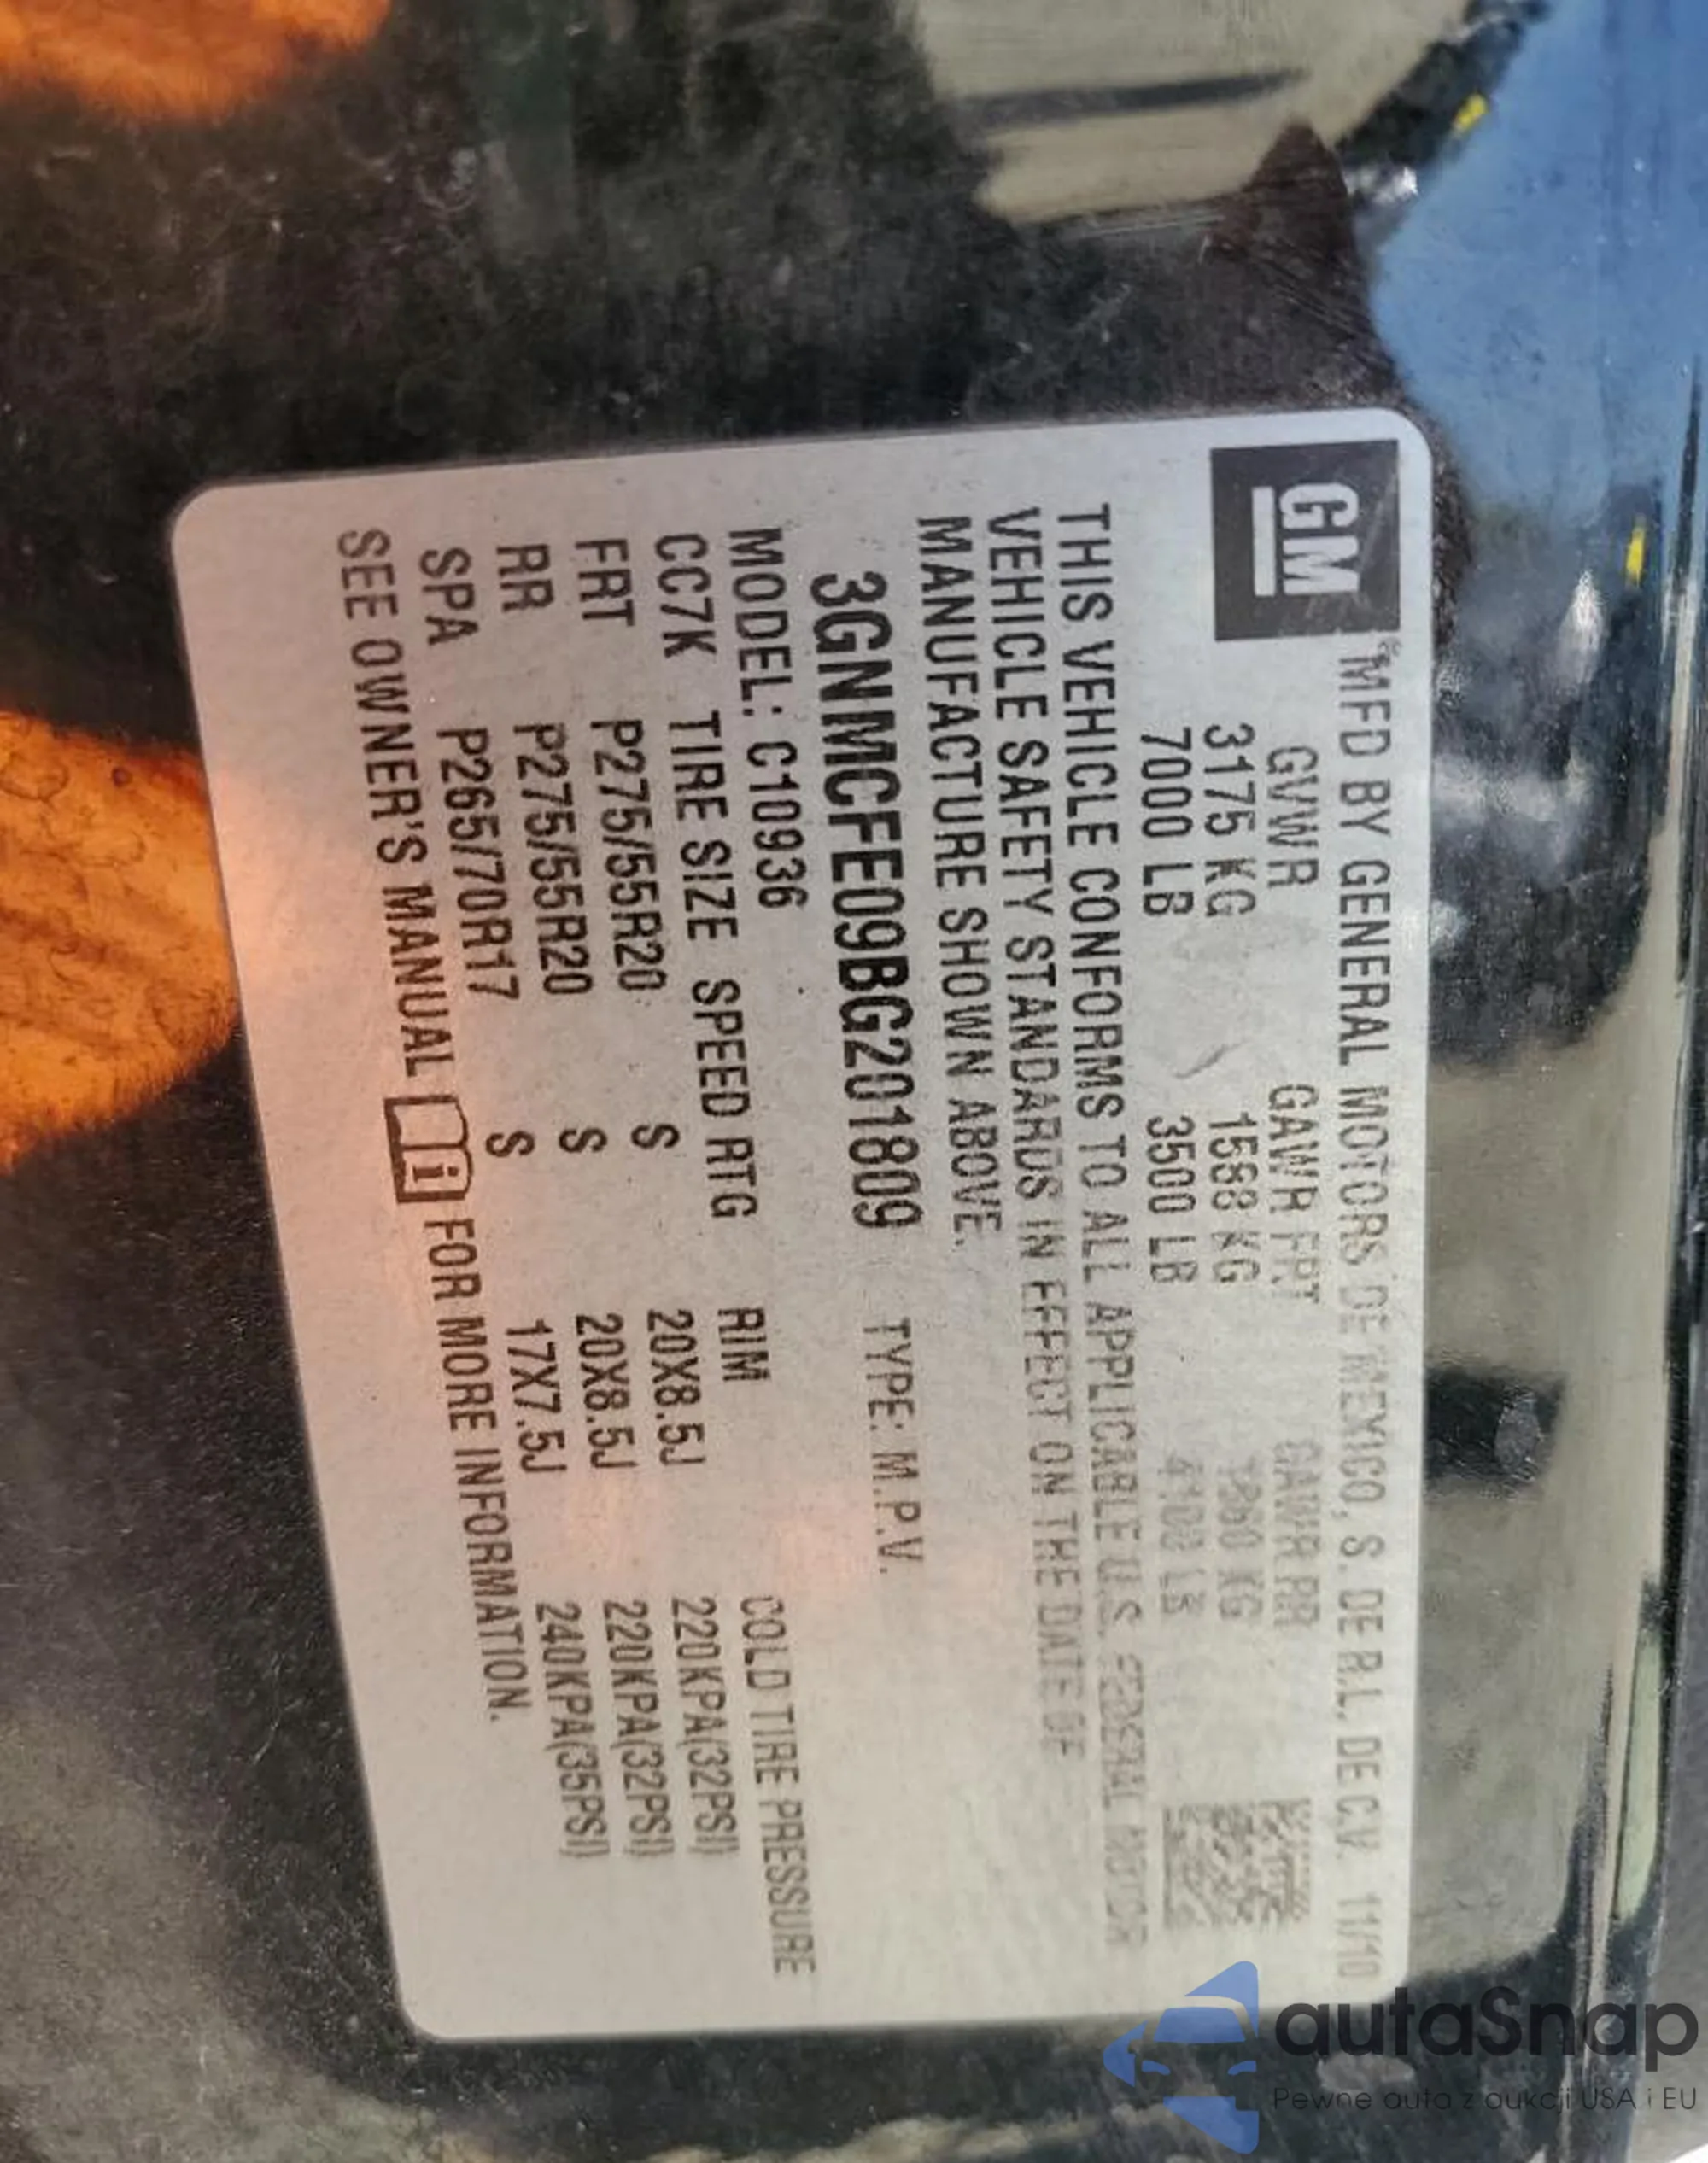 GM
MFD BY GENERAL MOTORS DE MEXICO, S. DE R.L. DE C.V. 11/10
GVWR GAWR FRT GAWR RR
3175 KG 1588 KG 1860 KG
7000 LB 3500 LB 4100 LB
THIS VEHICLE CONFORMS TO ALL APPLICABLE U.S. FEDERAL MOTOR
VEHICLE SAFETY STANDARDS IN EFFECT ON THE DATE OF
MANUFACTURE SHOWN ABOVE.
3GNMCFE09BG201809 TYPE: M.P.V.
MODEL: C10936
CC7K TIRE SIZE SPEED RTG RIM COLD TIRE PRESSURE
FRT P275/55R20 S 20X8.5J 220KPA(32PSI)
RR P275/55R20 S 20X8.5J 220KPA(32PSI)
SPA P265/70R17 S 17X7.5J 240KPA(35PSI)
SEE OWNER'S MANUAL i FOR MORE INFORMATION.
autaSnap
Pewne auta z aukcji USA i EU